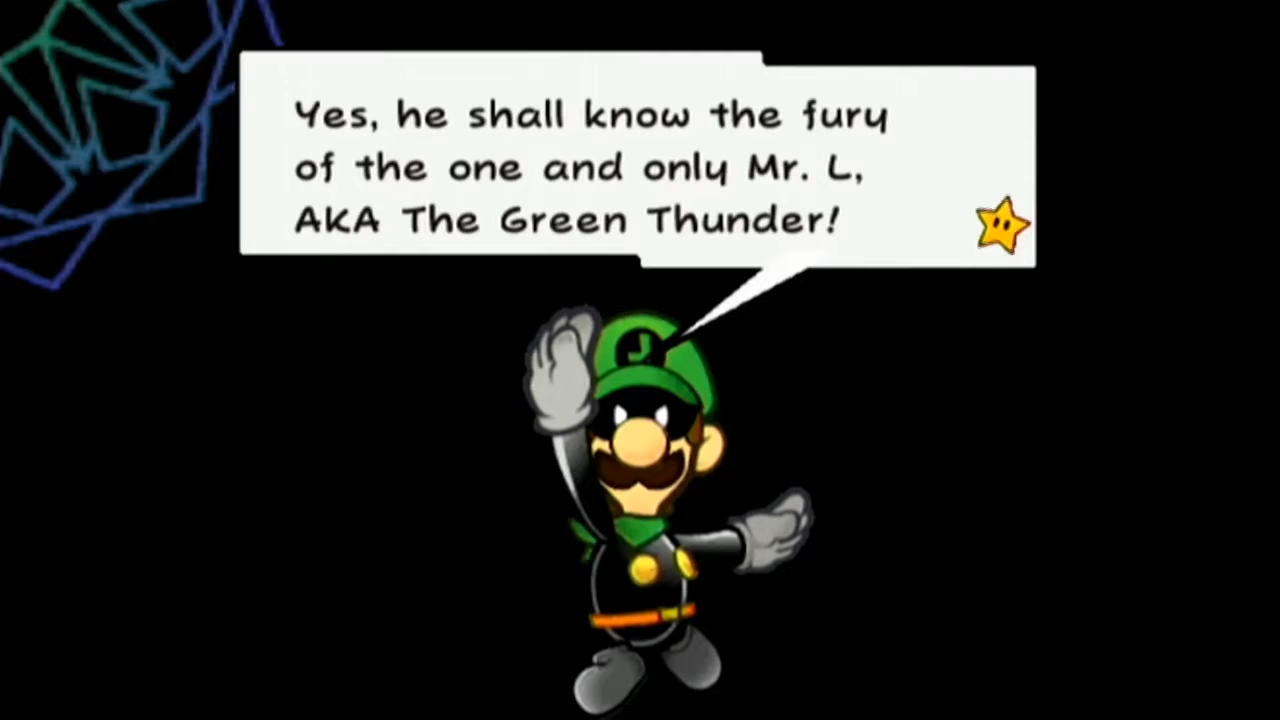 Yes, he shall know the fury
of the one and only Mr. L,
AKA The Green Thunder!